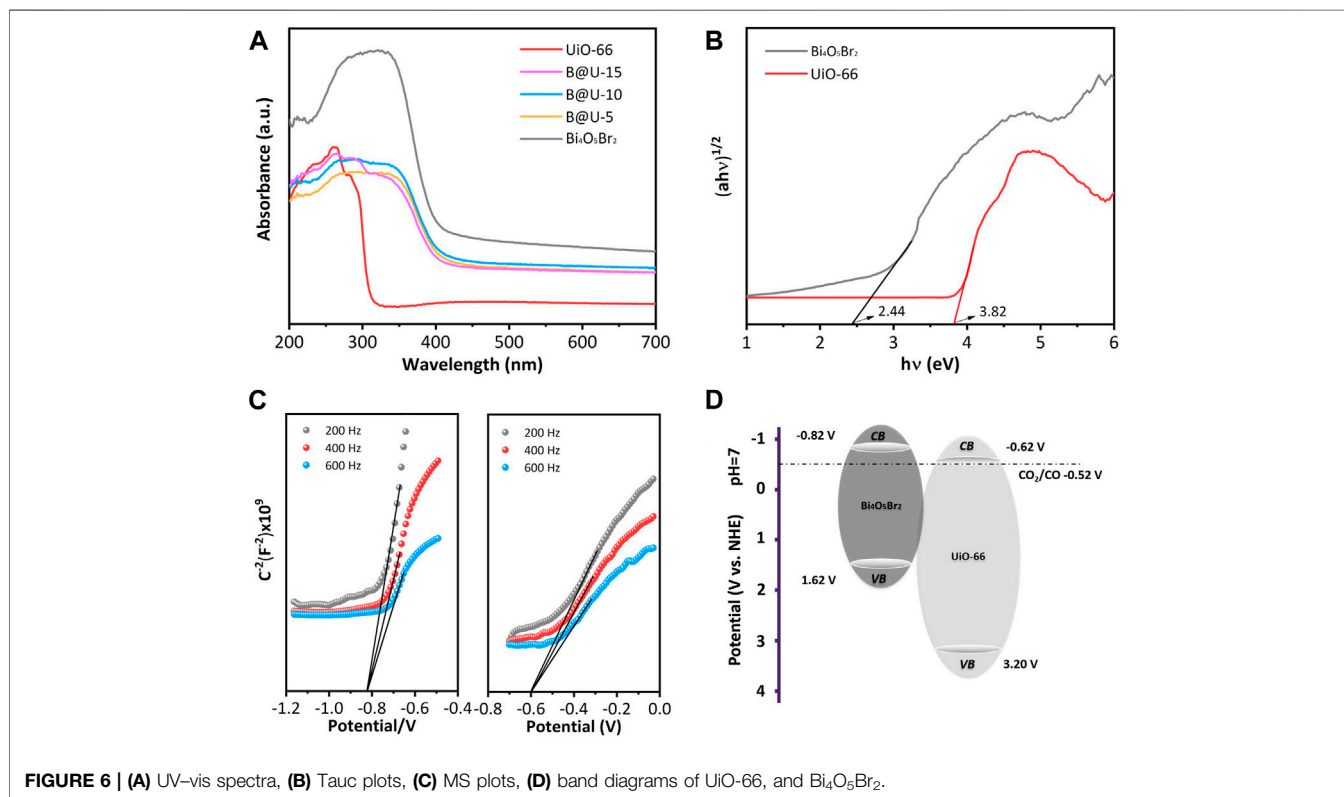 A
Absorbance (a.u.)
UiO-66
B@U-15
B@U-10
B@U-5
Bi₄O₅Br₂
200 300 400 500 600 700
Wavelength (nm)
B
(ahν)1/2
Bi₄O₅Br₂
UiO-66
2.44
3.82
1 2 3 4 5 6
hν (eV)
C
C⁻²(F⁻²)x10⁹
200 Hz
400 Hz
600 Hz
-1.2 -1.0 -0.8 -0.6 -0.4
Potential/V
200 Hz
400 Hz
600 Hz
-0.8 -0.6 -0.4 -0.2 0.0
Potential (V)
D
Potential (V vs. NHE) pH=7
-1
0
1
2
3
4
-0.82 V
CB
CB
-0.62 V
CO₂/CO -0.52 V
Bi₄O₅Br₂
UiO-66
1.62 V
VB
VB
3.20 V
FIGURE 6 | (A) UV–vis spectra, (B) Tauc plots, (C) MS plots, (D) band diagrams of UiO-66, and Bi₄O₅Br₂.